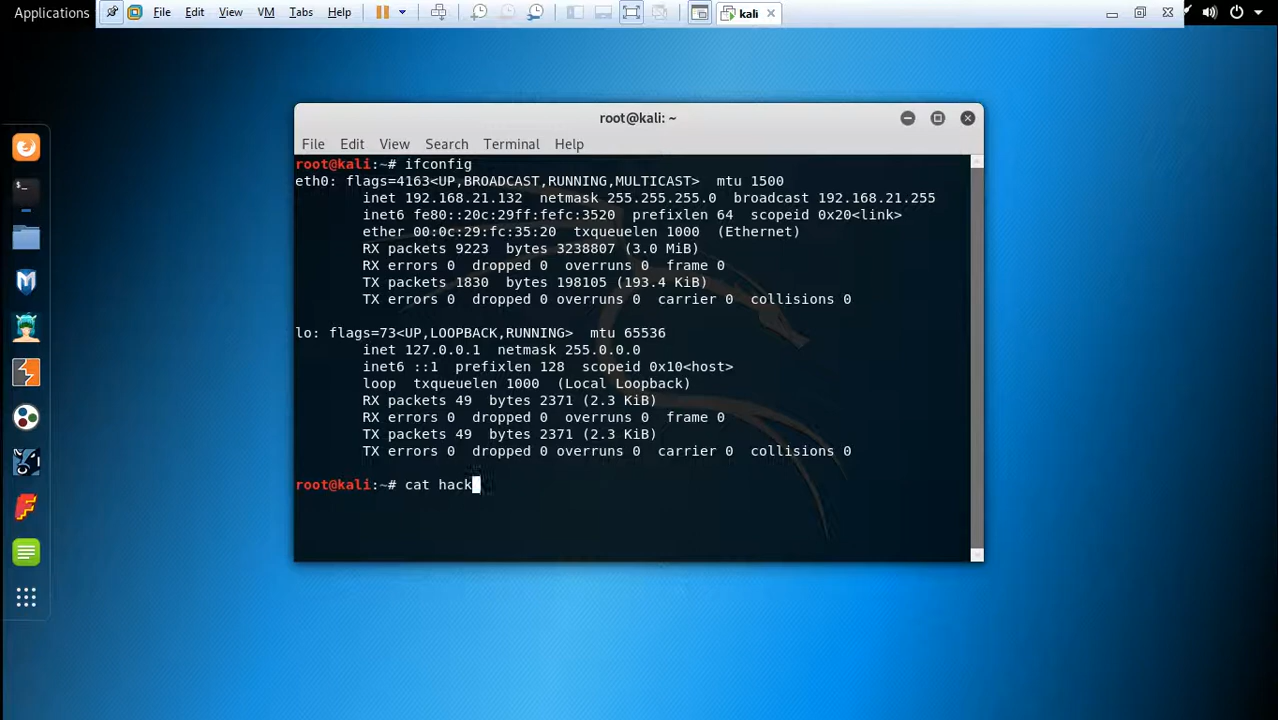 Applications File Edit View VM Tabs Help kali
root@kali: ~
File Edit View Search Terminal Help
root@kali:~# ifconfig
eth0: flags=4163<UP,BROADCAST,RUNNING,MULTICAST>  mtu 1500
        inet 192.168.21.132  netmask 255.255.255.0  broadcast 192.168.21.255
        inet6 fe80::20c:29ff:fefc:3520  prefixlen 64  scopeid 0x20<link>
        ether 00:0c:29:fc:35:20  txqueuelen 1000  (Ethernet)
        RX packets 9223  bytes 3238807 (3.0 MiB)
        RX errors 0  dropped 0  overruns 0  frame 0
        TX packets 1830  bytes 198105 (193.4 KiB)
        TX errors 0  dropped 0 overruns 0  carrier 0  collisions 0
lo: flags=73<UP,LOOPBACK,RUNNING>  mtu 65536
        inet 127.0.0.1  netmask 255.0.0.0
        inet6 ::1  prefixlen 128  scopeid 0x10<host>
        loop  txqueuelen 1000  (Local Loopback)
        RX packets 49  bytes 2371 (2.3 KiB)
        RX errors 0  dropped 0  overruns 0  frame 0
        TX packets 49  bytes 2371 (2.3 KiB)
        TX errors 0  dropped 0 overruns 0  carrier 0  collisions 0
root@kali:~# cat hack